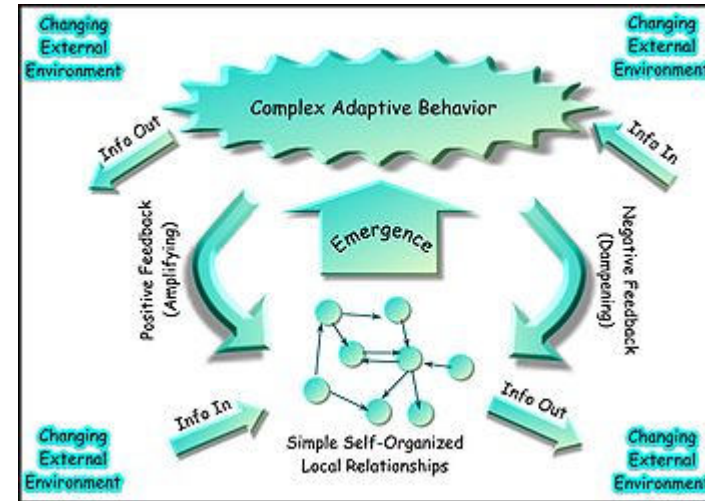 Changing
External
Environment
Changing
External
Environment
Complex Adaptive Behavior
Info Out
Info In
Positive Feedback
(Amplifying)
Emergence
Negative Feedback
(Dampening)
Info In
Info Out
Simple Self-Organized
Local Relationships
Changing
External
Environment
Changing
External
Environment